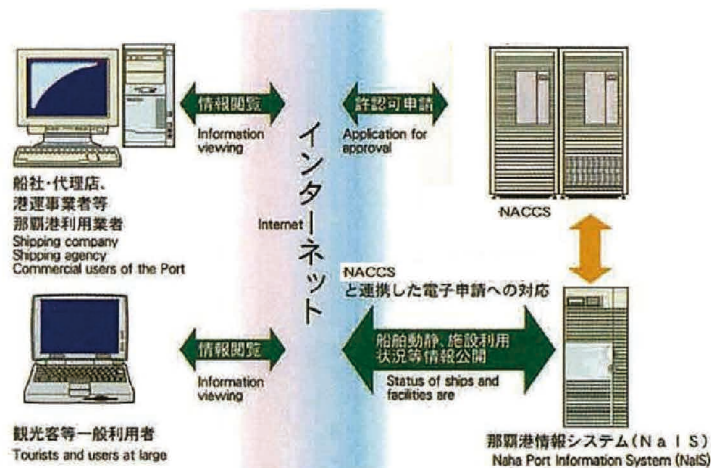 情報閲覧
Information
viewing
船社・代理店、
港運事業者等
那覇港利用業者
Shipping company
Shipping agency
Commercial users of the Port
インターネット
Internet
許認可申請
Application for
approval
NACCS
NACCS
と連携した電子申請への対応
情報閲覧
Information
viewing
船舶動静、施設利用
状況等情報公開
Status of ships and
facilities are
観光客等一般利用者
Tourists and users at large
那覇港情報システム(NaIS)
Naha Port Information System (NaIS)